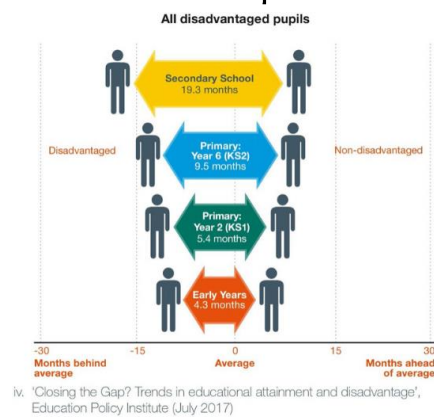 All disadvantaged pupils
Secondary School
19.3 months
Disadvantaged
Primary:
Year 6 (KS2)
9.5 months
Non-disadvantaged
Primary:
Year 2 (KS1)
5.4 months
Early Years
4.3 months
-30 -15 0 15 30
Months behind average
Average
Months ahead of average
iv. 'Closing the Gap? Trends in educational attainment and disadvantage',
Education Policy Institute (July 2017)